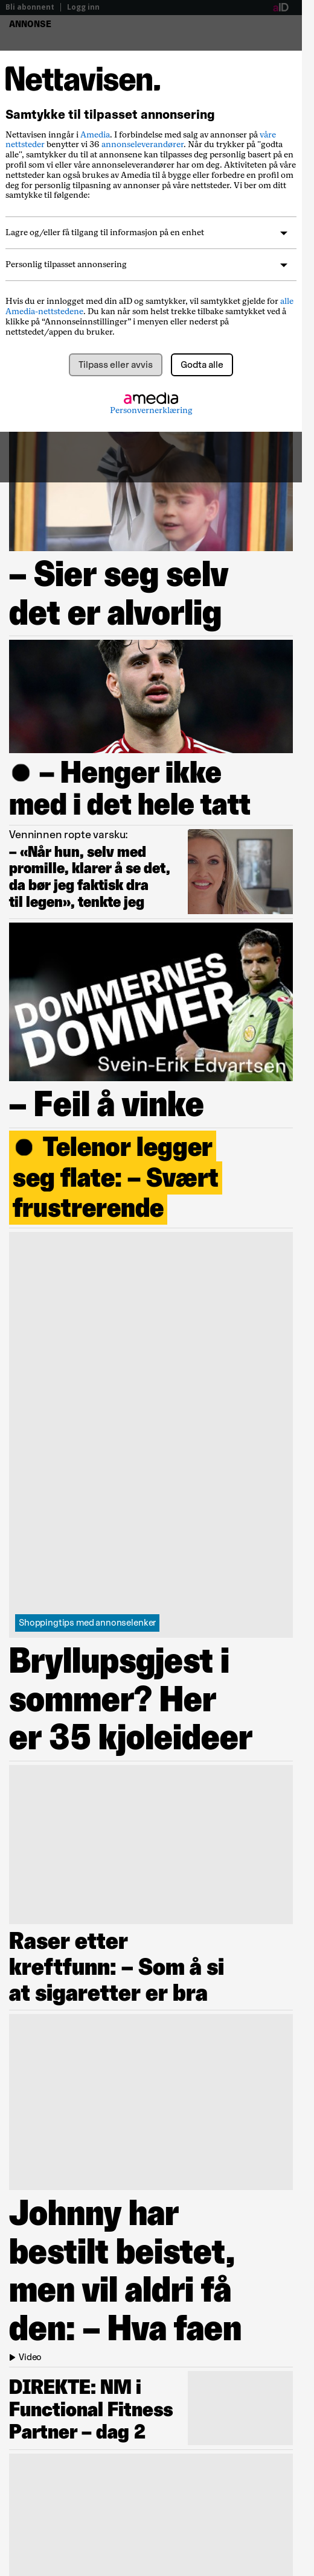 Bli abonnent | Logg inn
aID
ANNONSE
Nettavisen.
Samtykke til tilpasset annonsering
Nettavisen inngår i Amedia. I forbindelse med salg av annonser på våre
nettsteder benytter vi 36 annonseleverandører. Når du trykker på "godta
alle", samtykker du til at annonsene kan tilpasses deg personlig basert på en
profil som vi eller våre annonseleverandører har om deg. Aktiviteten på våre
nettsteder kan også brukes av Amedia til å bygge eller forbedre en profil om
deg for personlig tilpasning av annonser på våre nettsteder. Vi ber om ditt
samtykke til følgende:
Lagre og/eller få tilgang til informasjon på en enhet
Personlig tilpasset annonsering
Hvis du er innlogget med din aID og samtykker, vil samtykket gjelde for alle
Amedia-nettstedene. Du kan når som helst trekke tilbake samtykket ved å
klikke på “Annonseinnstillinger” i menyen eller nederst på
nettstedet/appen du bruker.
Tilpass eller avvis
Godta alle
amedia
Personvernerklæring
– Sier seg selv
det er alvorlig
– Henger ikke
med i det hele tatt
Venninnen ropte varsku:
– «Når hun, selv med
promille, klarer å se det,
da bør jeg faktisk dra
til legen», tenkte jeg
DOMMERNES
DOMMER
Svein-Erik Edvartsen
– Feil å vinke
Telenor legger
seg flate: – Svært
frustrerende
Shoppingtips med annonselenker
Bryllupsgjest i
sommer? Her
er 35 kjoleideer
Raser etter
kreftfunn: – Som å si
at sigaretter er bra
Johnny har
bestilt beistet,
men vil aldri få
den: – Hva faen
Video
DIREKTE: NM i
Functional Fitness
Partner – dag 2